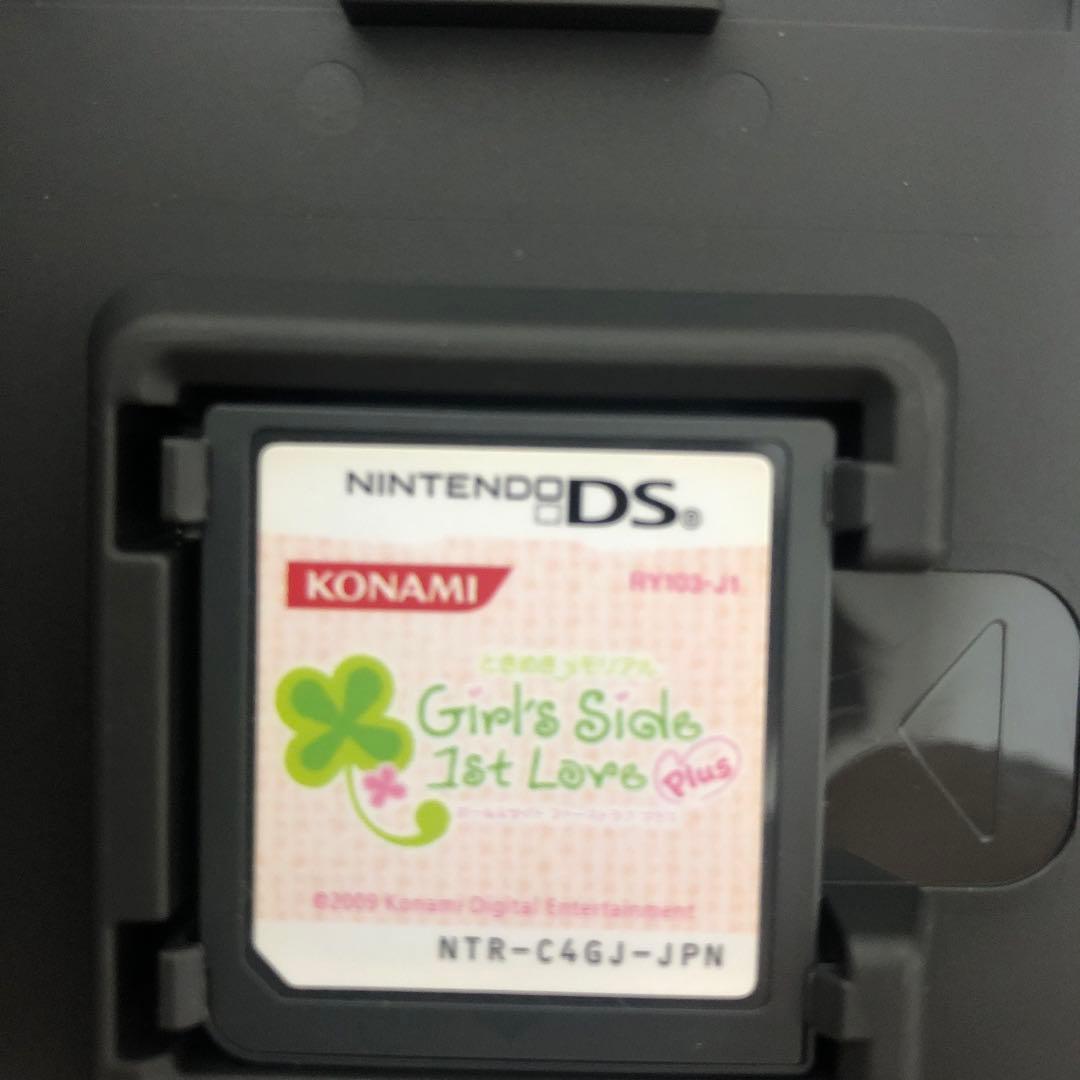 NINTENDO DS®
KONAMI
RY103-J1
ときめきメモリアル
Girl's Side
1st Love Plus
ガールズサイド ファーストラブ プラス
©2009 Konami Digital Entertainment
NTR-C4GJ-JPN